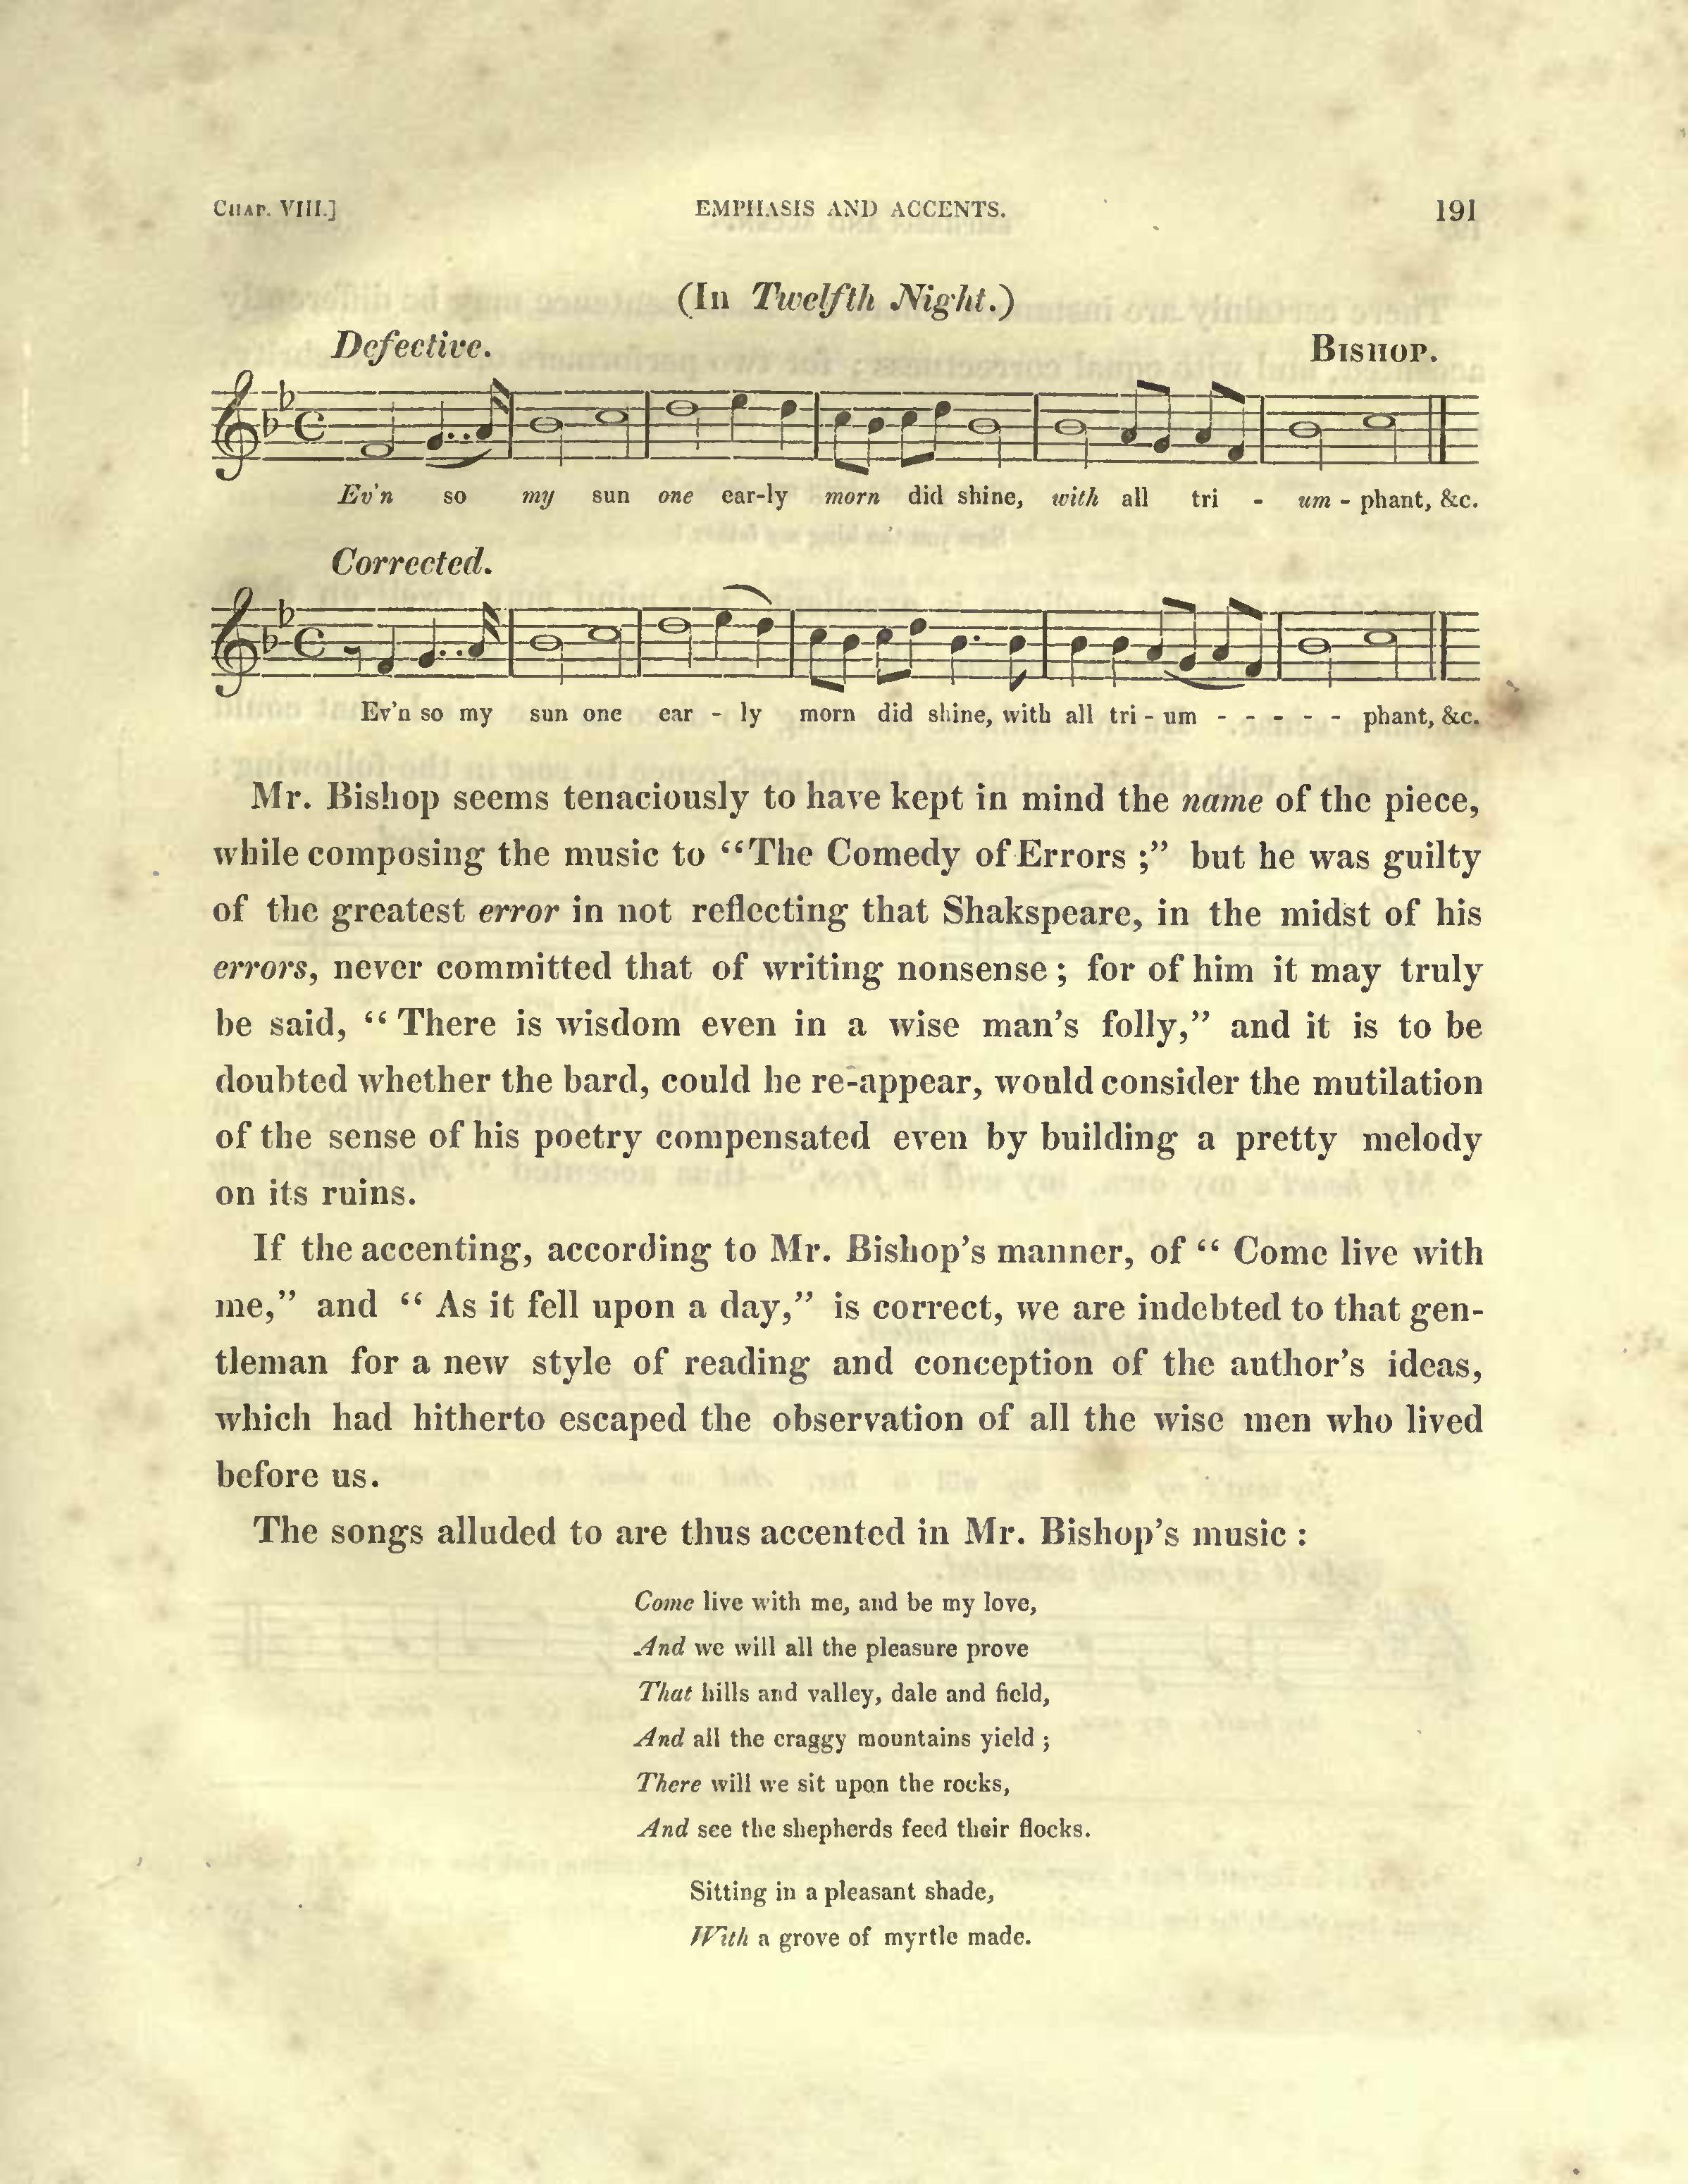 CHAP. VIII.] EMPHASIS AND ACCENTS. 191
(In Twelfth Night.)
Defective. BISHOP.
Ev'n so my sun one ear-ly morn did shine, with all tri - um - phant, &c.
Corrected.
Ev'n so my sun one ear - ly morn did shine, with all tri - um - - - - - phant, &c.
Mr. Bishop seems tenaciously to have kept in mind the name of the piece,
while composing the music to “The Comedy of Errors ;” but he was guilty
of the greatest error in not reflecting that Shakspeare, in the midst of his
errors, never committed that of writing nonsense ; for of him it may truly
be said, “ There is wisdom even in a wise man's folly,” and it is to be
doubted whether the bard, could he re-appear, would consider the mutilation
of the sense of his poetry compensated even by building a pretty melody
on its ruins.
If the accenting, according to Mr. Bishop's manner, of “ Come live with
me,” and “ As it fell upon a day,” is correct, we are indebted to that gen-
tleman for a new style of reading and conception of the author's ideas,
which had hitherto escaped the observation of all the wise men who lived
before us.
The songs alluded to are thus accented in Mr. Bishop's music :
Come live with me, and be my love,
And we will all the pleasure prove
That hills and valley, dale and field,
And all the craggy mountains yield ;
There will we sit upon the rocks,
And see the shepherds feed their flocks.
Sitting in a pleasant shade,
With a grove of myrtle made.